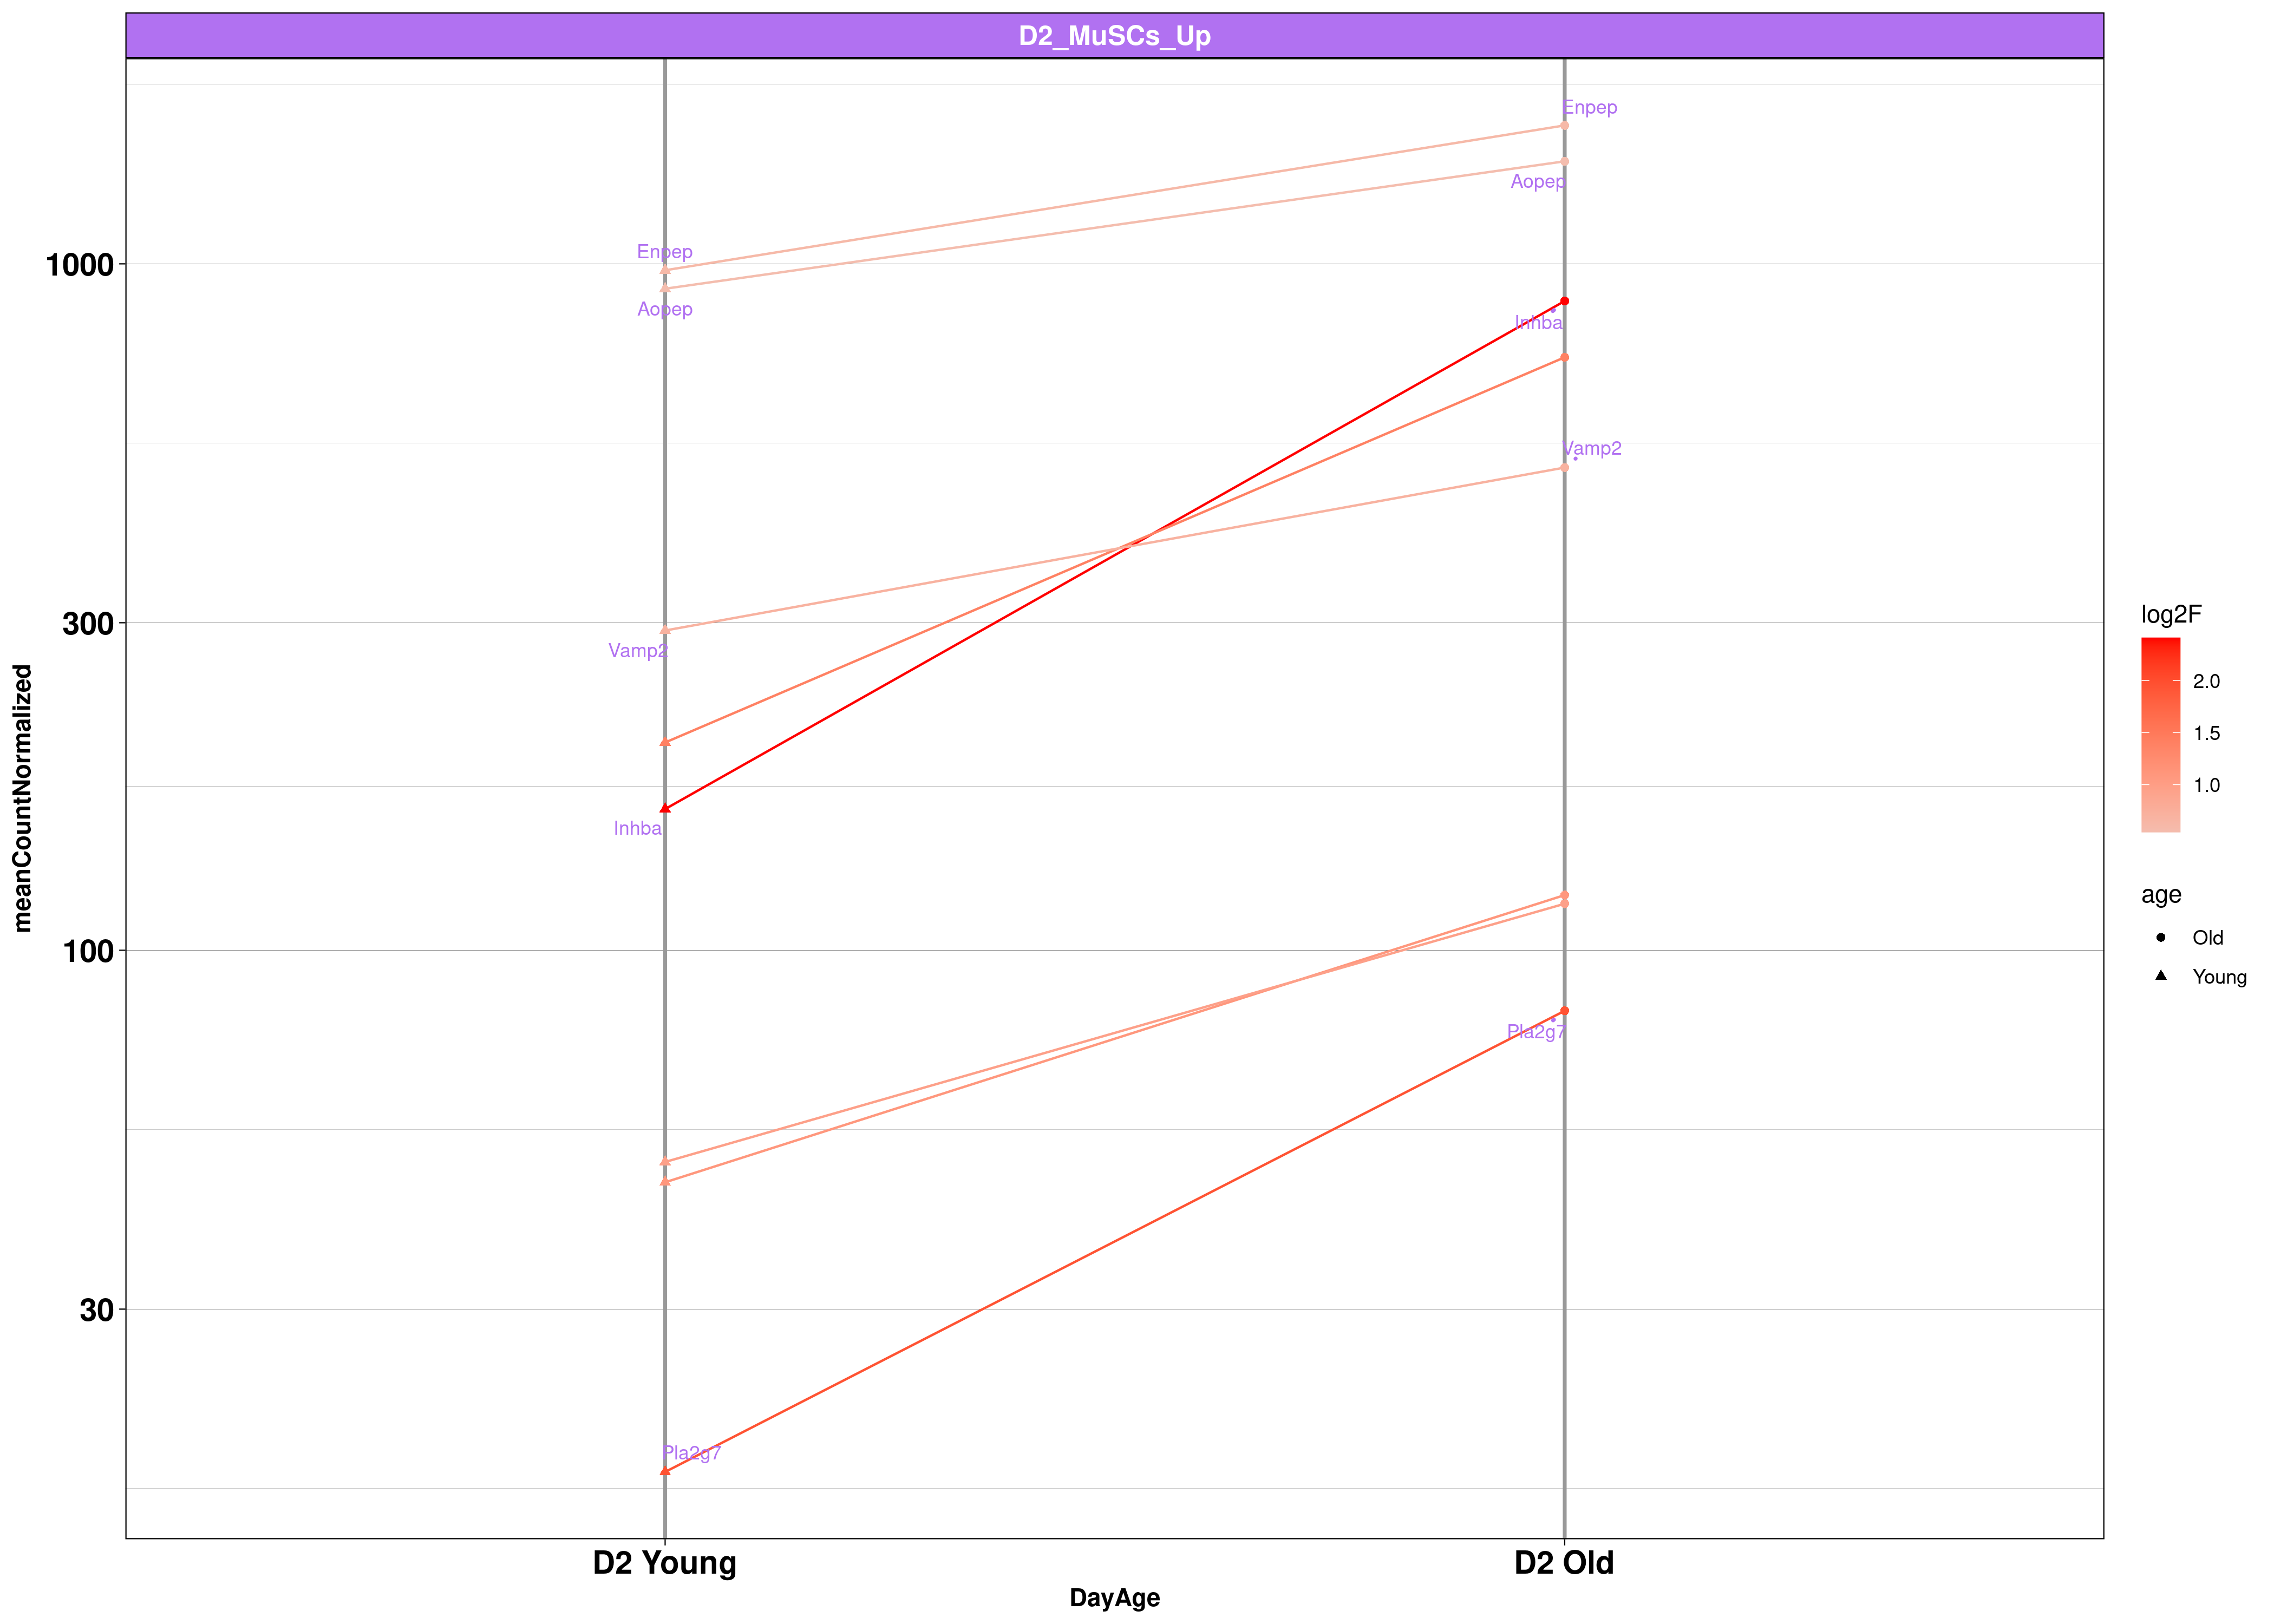 D2_MuSCs_Up
meanCountNormalized
1000
300
100
30
Enpep
Aopep
Vamp2
Inhba
Pla2g7
Enpep
Aopep
Inhba
Vamp2
Pla2g7
D2 Young
D2 Old
DayAge
log2F
2.0
1.5
1.0
age
Old
Young